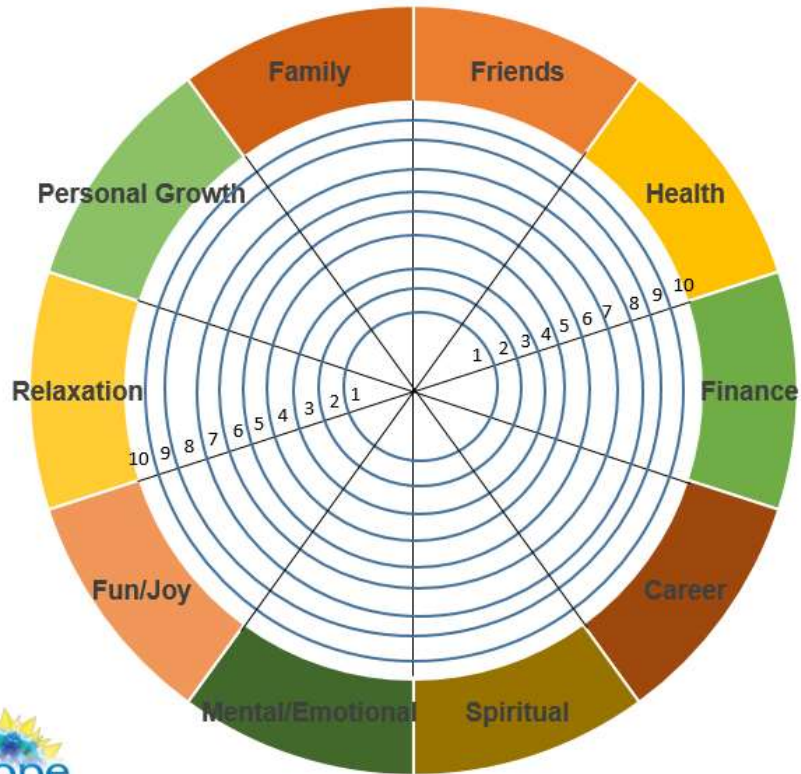 Family
Friends
Personal Growth
Health
10
9
8
7
6
5
4
3
2
1
Relaxation
Finance
1
2
3
4
5
6
7
8
9
10
Fun/Joy
Career
Mental/Emotional
Spiritual